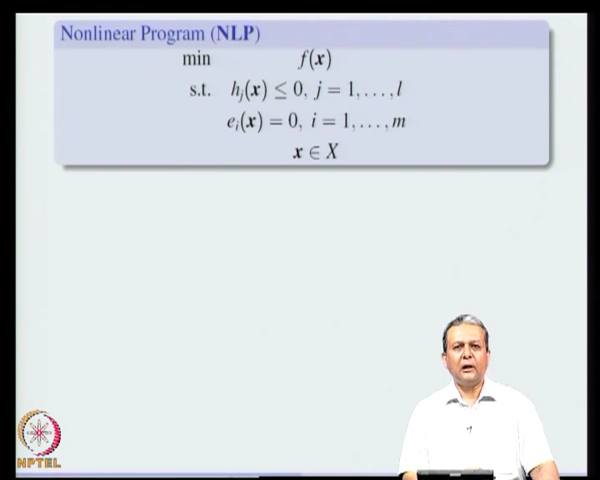 Nonlinear Program (NLP)
min f(x)
s.t. h_j(x) ≤ 0, j = 1, . . . , l
e_i(x) = 0, i = 1, . . . , m
x ∈ X
NPTEL